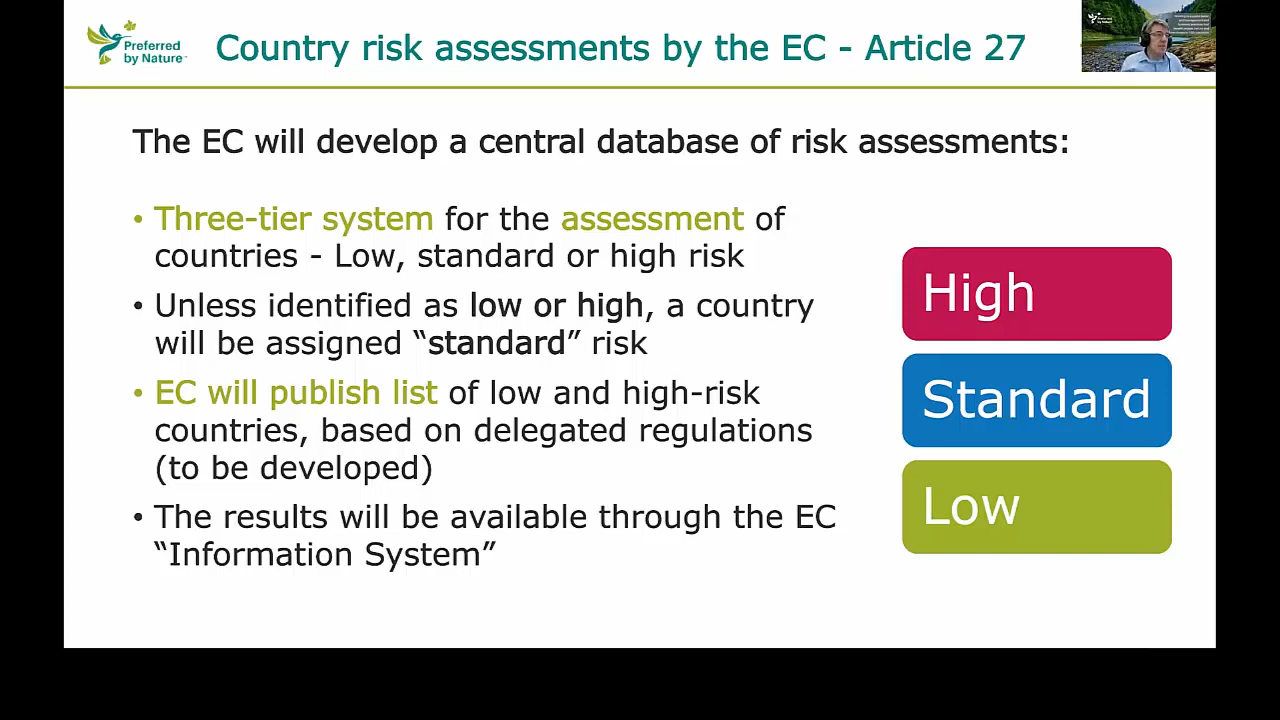 Preferred
by Nature™
Country risk assessments by the EC - Article 27
The EC will develop a central database of risk assessments:
• Three-tier system for the assessment of
countries - Low, standard or high risk
• Unless identified as low or high, a country
will be assigned “standard” risk
• EC will publish list of low and high-risk
countries, based on delegated regulations
(to be developed)
• The results will be available through the EC
“Information System”
High
Standard
Low